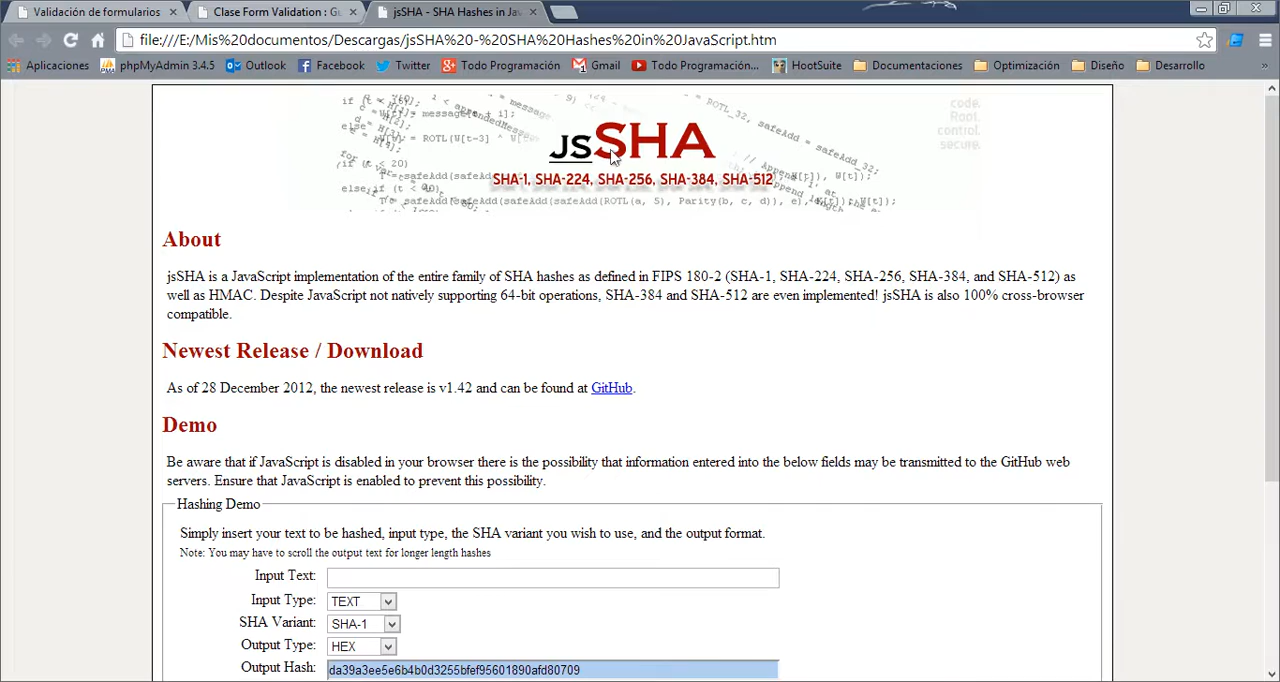 Validación de formularios
Clase Form Validation : Gu
jsSHA - SHA Hashes in Jav
file:///E:/Mis%20documentos/Descargas/jsSHA%20-%20SHA%20Hashes%20in%20JavaScript.htm
Aplicaciones phpMyAdmin 3.4.5 Outlook Facebook Twitter Todo Programación Gmail Todo Programación... HootSuite Documentaciones Optimización Diseño Desarrollo »
jsSHA
SHA-1, SHA-224, SHA-256, SHA-384, SHA-512
code.
Root.
control.
secure.
About
jsSHA is a JavaScript implementation of the entire family of SHA hashes as defined in FIPS 180-2 (SHA-1, SHA-224, SHA-256, SHA-384, and SHA-512) as
well as HMAC. Despite JavaScript not natively supporting 64-bit operations, SHA-384 and SHA-512 are even implemented! jsSHA is also 100% cross-browser
compatible.
Newest Release / Download
As of 28 December 2012, the newest release is v1.42 and can be found at GitHub.
Demo
Be aware that if JavaScript is disabled in your browser there is the possibility that information entered into the below fields may be transmitted to the GitHub web
servers. Ensure that JavaScript is enabled to prevent this possibility.
Hashing Demo
Simply insert your text to be hashed, input type, the SHA variant you wish to use, and the output format.
Note: You may have to scroll the output text for longer length hashes
Input Text:
Input Type: TEXT
SHA Variant: SHA-1
Output Type: HEX
Output Hash: da39a3ee5e6b4b0d3255bfef95601890afd80709